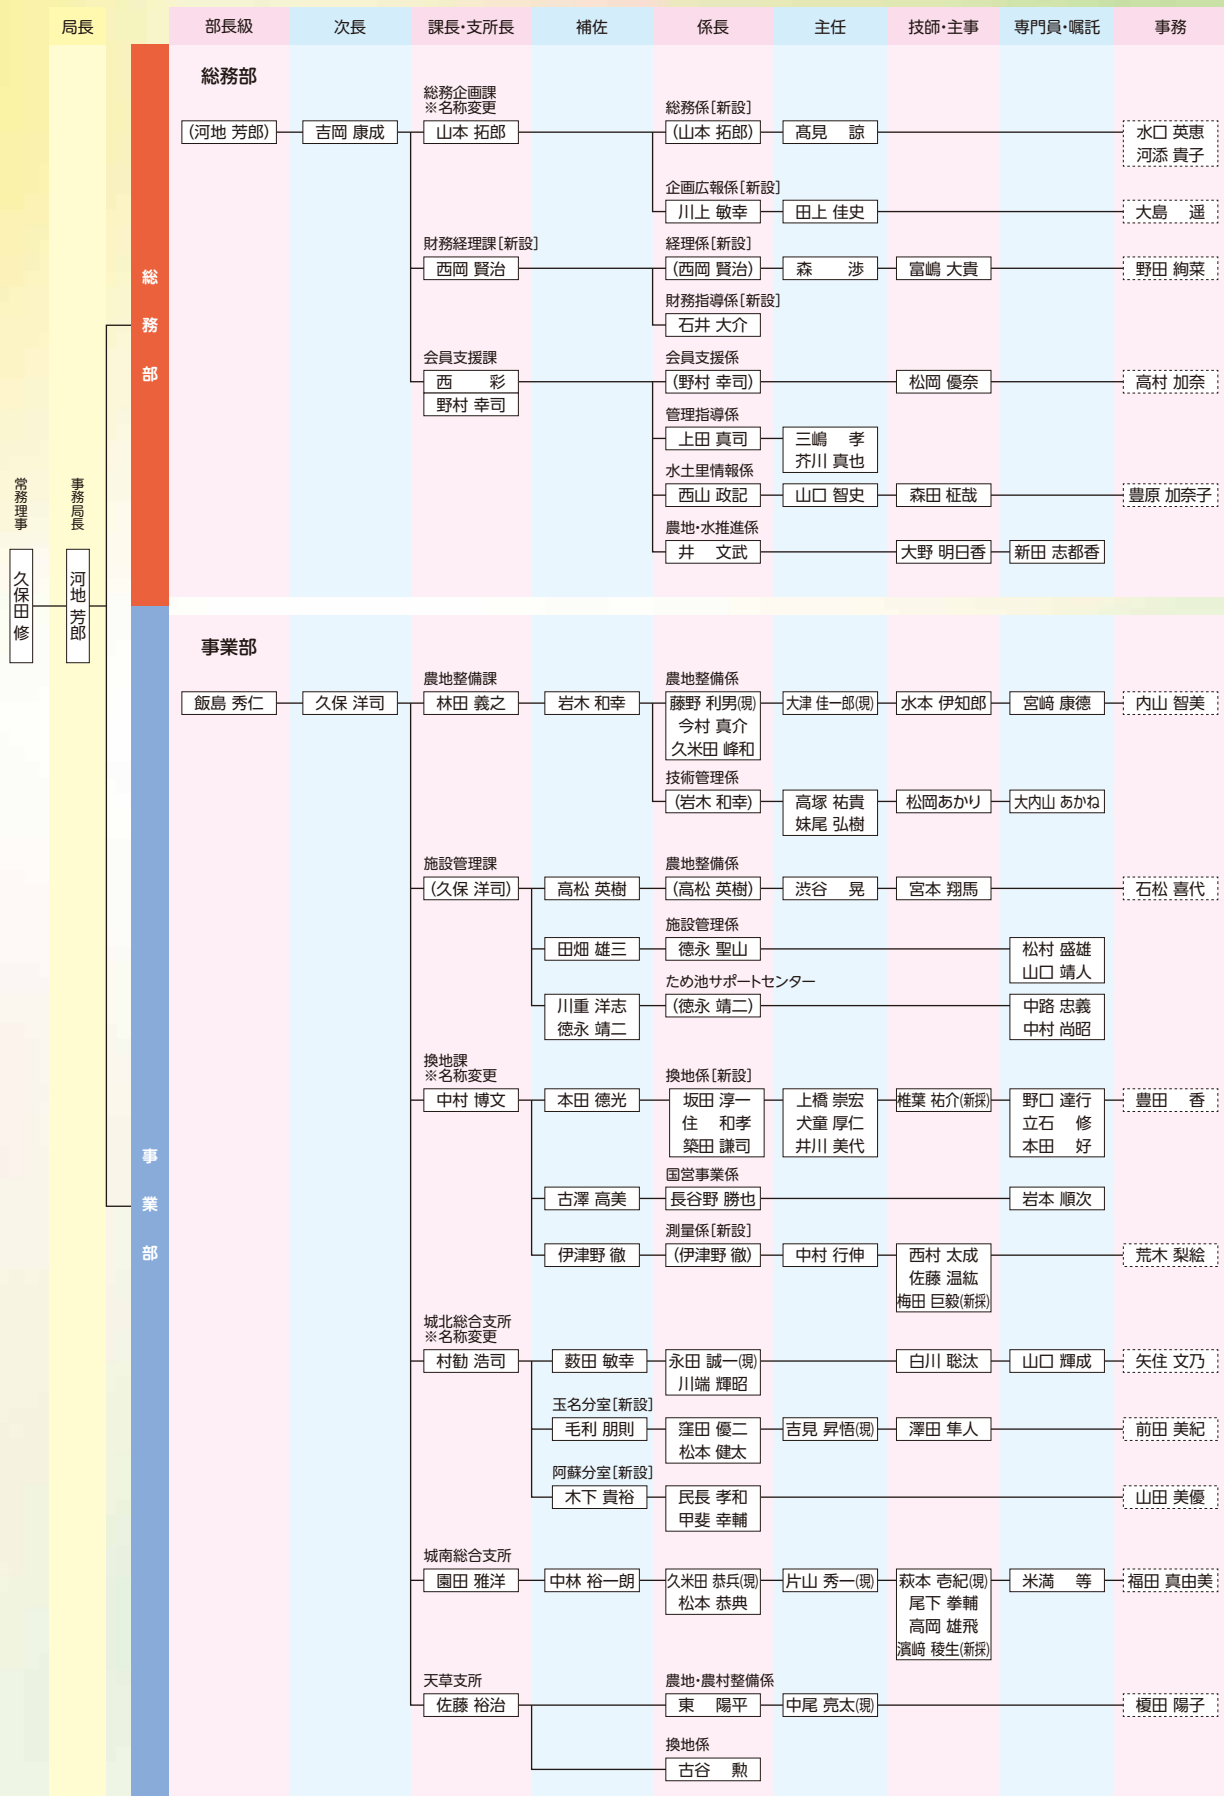 局長 部長級 次長 課長・支所長 補佐 係長 主任 技師・主事 専門員・嘱託 事務
常務理事
久保田 修
事務局長
河地 芳郎
総務部
総務部
総務企画課
※名称変更
総務係[新設]
(河地 芳郎) 吉岡 康成 山本 拓郎 (山本 拓郎) 髙見 諒 水口 英恵
河添 貴子
企画広報係[新設]
川上 敏幸 田上 佳史 大島 遥
財務経理課[新設] 経理係[新設]
西岡 賢治 (西岡 賢治) 森 渉 富嶋 大貴 野田 絢菜
財務指導係[新設]
石井 大介
会員支援課 会員支援係
西 彩 (野村 幸司) 松岡 優奈 高村 加奈
野村 幸司
管理指導係
上田 真司 三嶋 孝
芥川 真也
水土里情報係
西山 政記 山口 智史 森田 柾哉 豊原 加奈子
農地・水推進係
井 文武 大野 明日香 新田 志都香
事業部
事業部
農地整備課 農地整備係
飯島 秀仁 久保 洋司 林田 義之 岩木 和幸 藤野 利男(現) 大津 佳一郎(現) 水本 伊知郎 宮﨑 康德 内山 智美
今村 真介
久米田 峰和
技術管理係
(岩木 和幸) 高塚 祐貴 松岡あかり 大内山 あかね
妹尾 弘樹
施設管理課 農地整備係
(久保 洋司) 高松 英樹 (高松 英樹) 渋谷 晃 宮本 翔馬 石松 喜代
施設管理係
田畑 雄三 德永 聖山 松村 盛雄
山口 靖人
ため池サポートセンター
川重 洋志 (徳永 靖二) 中路 忠義
徳永 靖二 中村 尚昭
換地課
※名称変更
換地係[新設]
中村 博文 本田 徳光 坂田 淳一 上橋 崇宏 椎葉 祐介(新採) 野口 達行 豊田 香
住 和孝 犬童 厚仁 立石 修
築田 謙司 井川 美代 本田 好
国営事業係
古澤 高美 長谷野 勝也 岩本 順次
測量係[新設]
伊津野 徹 (伊津野 徹) 中村 行伸 西村 太成 荒木 梨絵
佐藤 温紘
梅田 巨毅(新採)
城北総合支所
※名称変更
村勧 浩司 薮田 敏幸 永田 誠一(現) 白川 聡汰 山口 輝成 矢住 文乃
川端 輝昭
玉名分室[新設]
毛利 朋則 窪田 優二 吉見 昇悟(現) 澤田 隼人 前田 美紀
松本 健太
阿蘇分室[新設]
木下 貴裕 民長 孝和 山田 美優
甲斐 幸輔
城南総合支所
園田 雅洋 中林 裕一朗 久米田 恭兵(現) 片山 秀一(現) 萩本 壱紀(現) 米満 等 福田 真由美
松本 恭典 尾下 拳輔
高岡 雄飛
濱﨑 稜生(新採)
天草支所 農地・農村整備係
佐藤 裕治 東 陽平 中尾 亮太(現) 榎田 陽子
換地係
古谷 勲